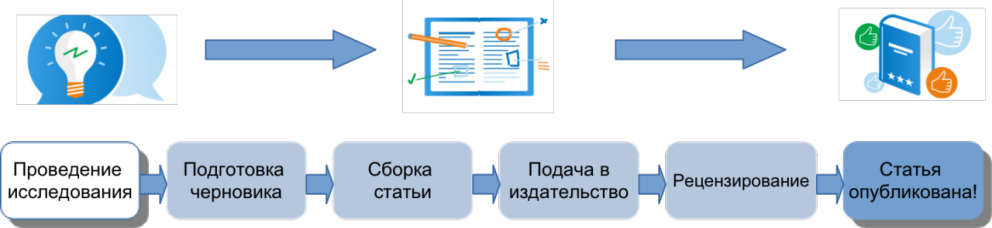 Проведение
исследования
Подготовка
черновика
Сборка
статьи
Подача в
издательство
Рецензирование
Статья
опубликована!